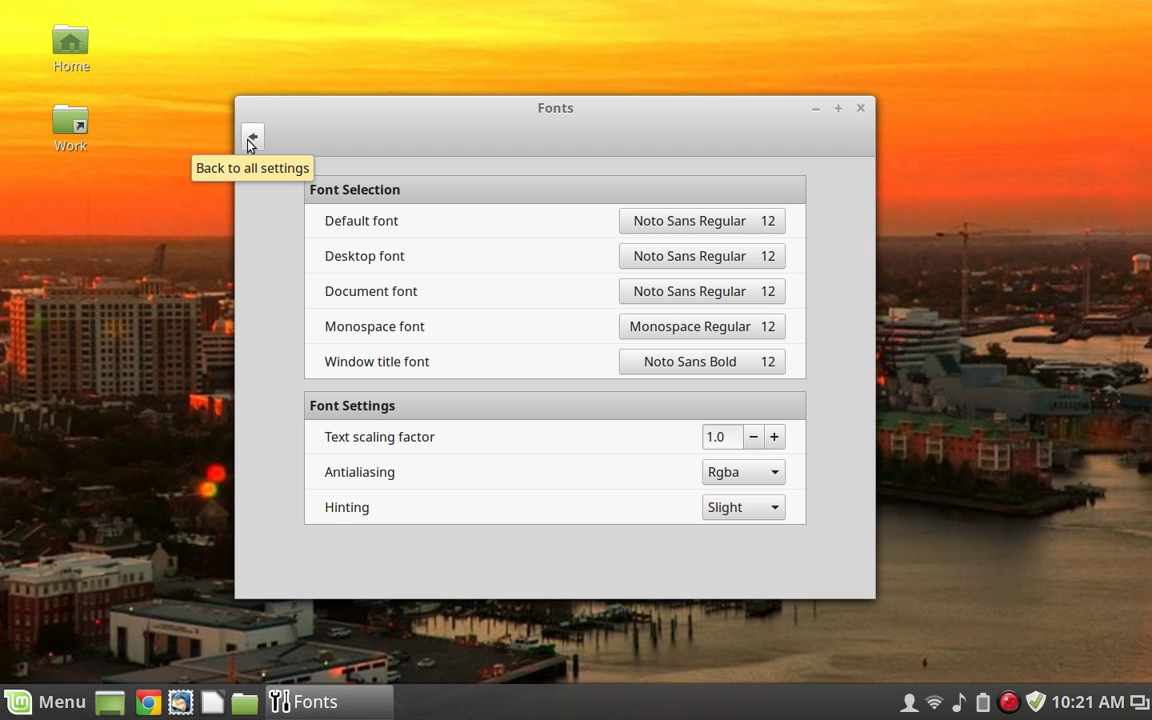 Home
Work
Fonts
Back to all settings
Font Selection
Default font Noto Sans Regular 12
Desktop font Noto Sans Regular 12
Document font Noto Sans Regular 12
Monospace font Monospace Regular 12
Window title font Noto Sans Bold 12
Font Settings
Text scaling factor 1.0
Antialiasing Rgba
Hinting Slight
Menu Fonts 10:21 AM